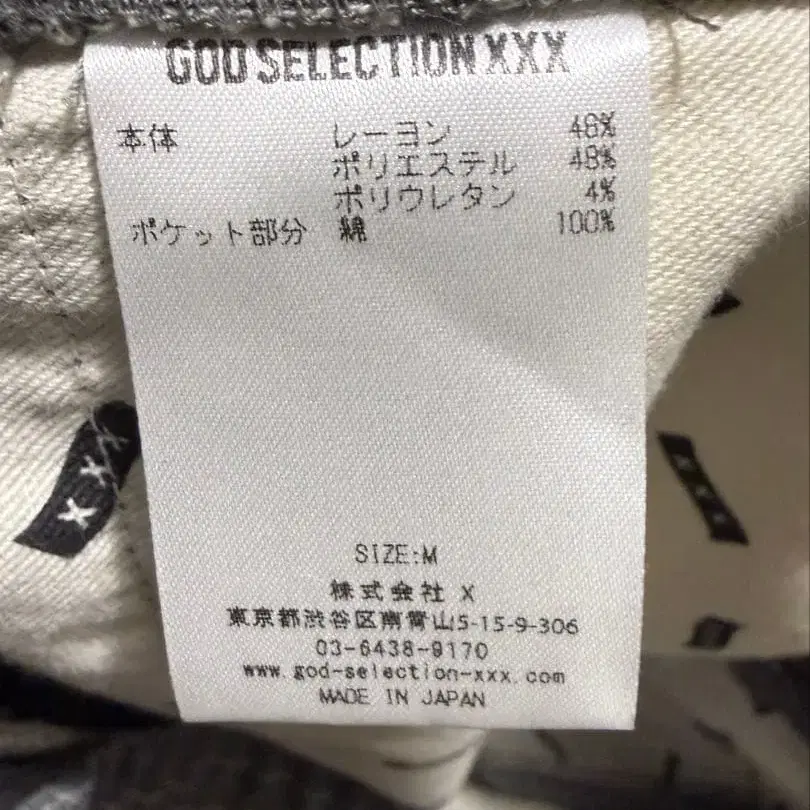 GOD SELECTION XXX
本体 レーヨン 48%
ポリエステル 48%
ポリウレタン 4%
ポケット部分 綿 100%
XXX
XXX
SIZE:M
株式会社 X
東京都渋谷区南青山5-15-9-306
03-6438-9170
www.god-selection-xxx.com
MADE IN JAPAN